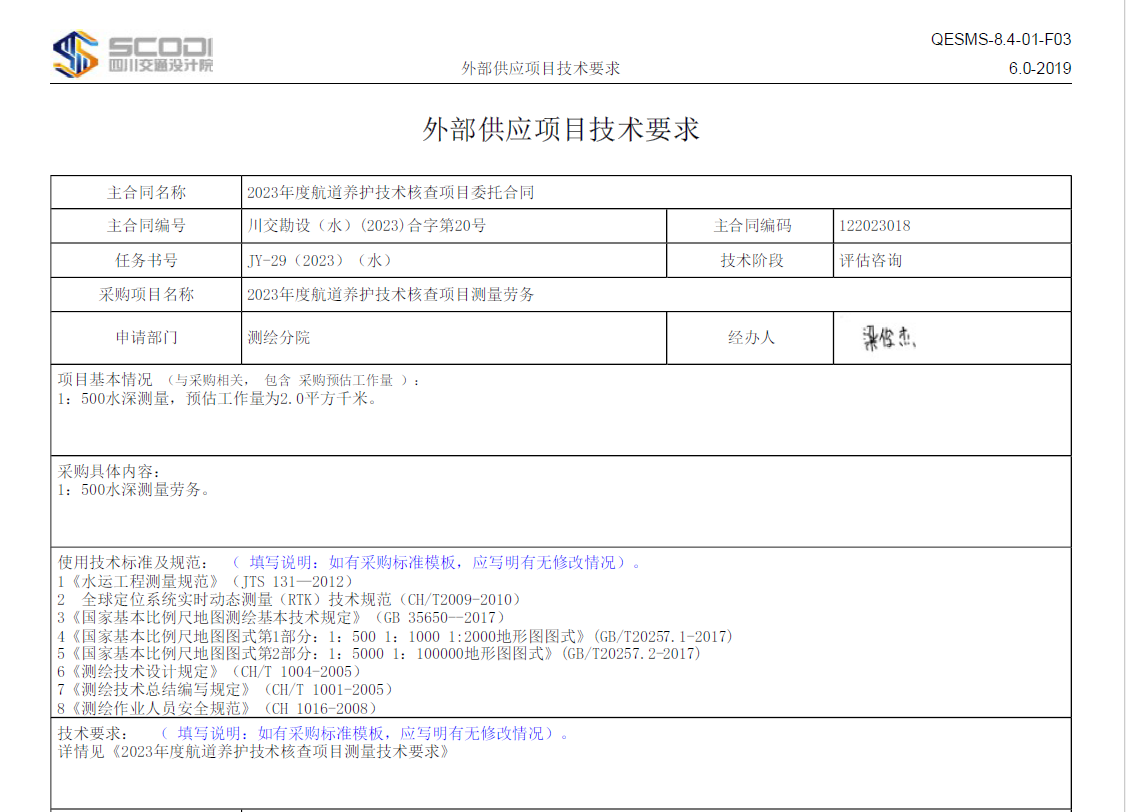 SCODI
四川交通设计院
QESMS-8.4-01-F03
外部供应项目技术要求
6.0-2019
外部供应项目技术要求
主合同名称 2023年度航道养护技术核查项目委托合同
主合同编号 川交勘设（水）(2023)合字第20号 主合同编码 122023018
任务书号 JY-29（2023）（水） 技术阶段 评估咨询
采购项目名称 2023年度航道养护技术核查项目测量劳务
申请部门 测绘分院 经办人 梁俊杰
项目基本情况 （与采购相关， 包含 采购预估工作量 ）：
1：500水深测量，预估工作量为2.0平方千米。
采购具体内容：
1：500水深测量劳务。
使用技术标准及规范： （ 填写说明：如有采购标准模板，应写明有无修改情况）。
1《水运工程测量规范》（JTS 131—2012）
2 全球定位系统实时动态测量（RTK）技术规范（CH/T2009-2010）
3《国家基本比例尺地图测绘基本技术规定》（GB 35650--2017）
4《国家基本比例尺地图图式第1部分：1：500 1：1000 1:2000地形图图式》(GB/T20257.1-2017)
5《国家基本比例尺地图图式第2部分：1：5000 1：100000地形图图式》(GB/T20257.2-2017)
6《测绘技术设计规定》（CH/T 1004-2005）
7《测绘技术总结编写规定》（CH/T 1001-2005）
8《测绘作业人员安全规范》（CH 1016-2008）
技术要求： （ 填写说明：如有采购标准模板，应写明有无修改情况）。
详情见《2023年度航道养护技术核查项目测量技术要求》